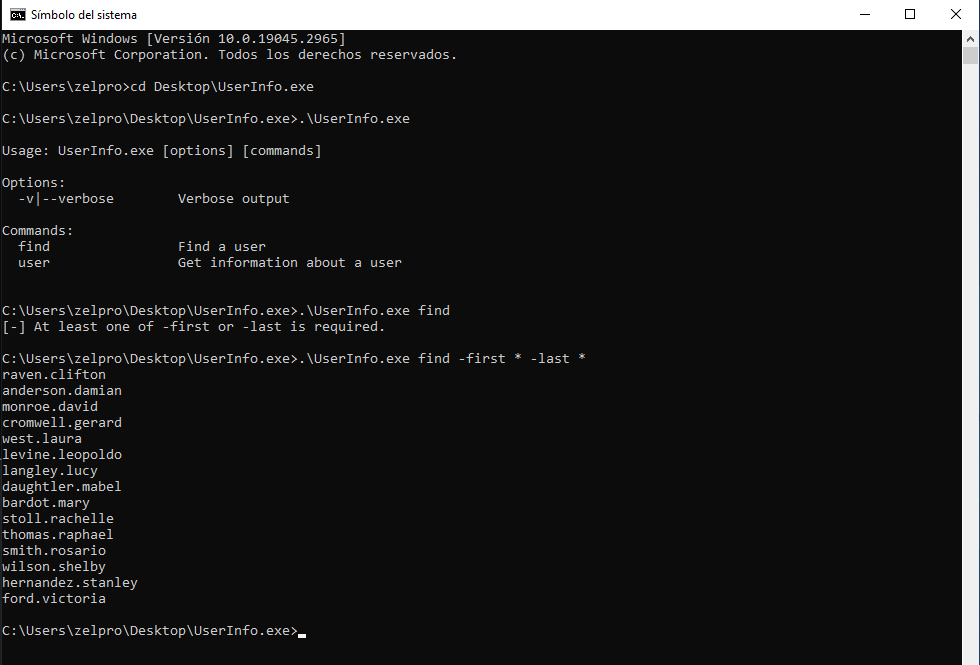 Símbolo del sistema
Microsoft Windows [Versión 10.0.19045.2965]
(c) Microsoft Corporation. Todos los derechos reservados.
C:\Users\zelpro>cd Desktop\UserInfo.exe
C:\Users\zelpro\Desktop\UserInfo.exe>.\UserInfo.exe
Usage: UserInfo.exe [options] [commands]
Options:
  -v|--verbose        Verbose output
Commands:
  find                Find a user
  user                Get information about a user
C:\Users\zelpro\Desktop\UserInfo.exe>.\UserInfo.exe find
[-] At least one of -first or -last is required.
C:\Users\zelpro\Desktop\UserInfo.exe>.\UserInfo.exe find -first * -last *
raven.clifton
anderson.damian
monroe.david
cromwell.gerard
west.laura
levine.leopoldo
langley.lucy
daughtler.mabel
bardot.mary
stoll.rachelle
thomas.raphael
smith.rosario
wilson.shelby
hernandez.stanley
ford.victoria
C:\Users\zelpro\Desktop\UserInfo.exe>